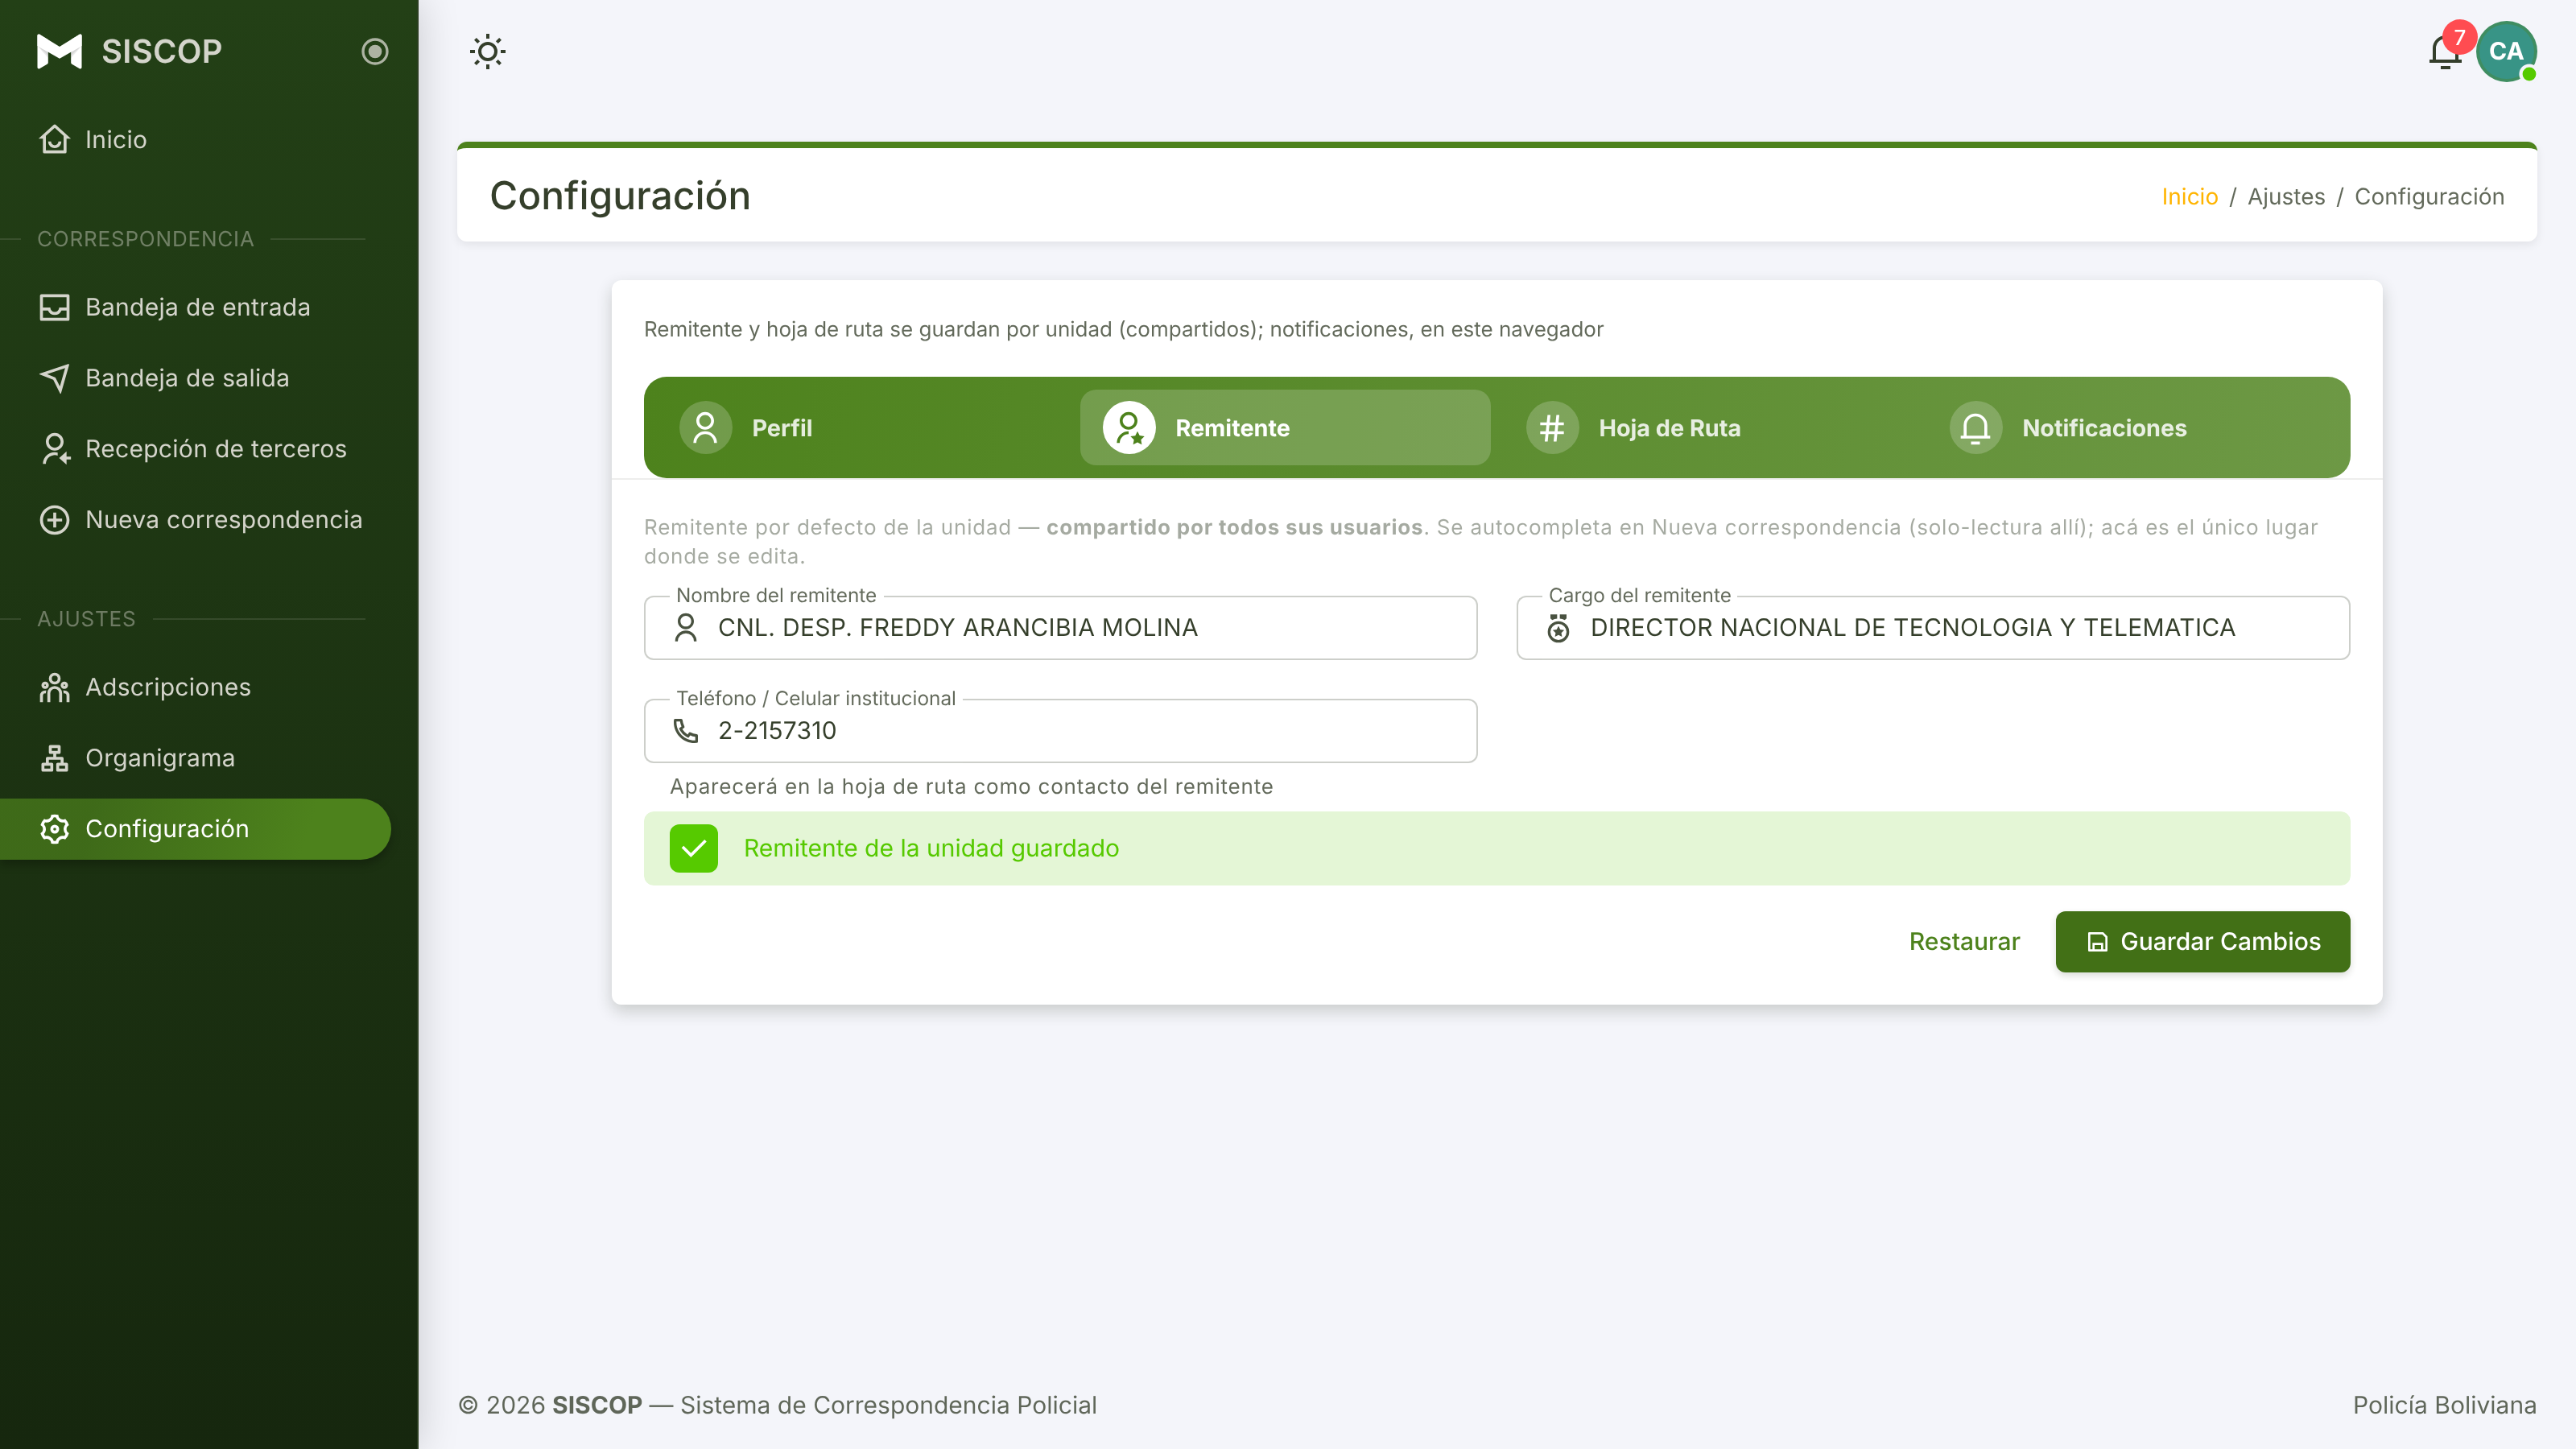 SISCOP
7
CA
Inicio
CORRESPONDENCIA
Bandeja de entrada
Bandeja de salida
Recepción de terceros
Nueva correspondencia
AJUSTES
Adscripciones
Organigrama
Configuración
Configuración
Inicio / Ajustes / Configuración
Remitente y hoja de ruta se guardan por unidad (compartidos); notificaciones, en este navegador
Perfil
Remitente
Hoja de Ruta
Notificaciones
Remitente por defecto de la unidad — compartido por todos sus usuarios. Se autocompleta en Nueva correspondencia (solo-lectura allí); acá es el único lugar
donde se edita.
Nombre del remitente
CNL. DESP. FREDDY ARANCIBIA MOLINA
Cargo del remitente
DIRECTOR NACIONAL DE TECNOLOGIA Y TELEMATICA
Teléfono / Celular institucional
2-2157310
Aparecerá en la hoja de ruta como contacto del remitente
Remitente de la unidad guardado
Restaurar
Guardar Cambios
© 2026 SISCOP — Sistema de Correspondencia Policial
Policía Boliviana